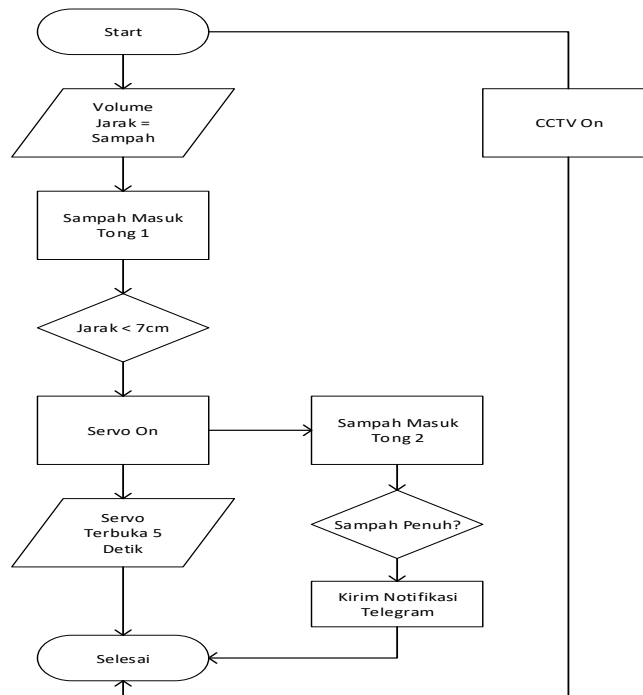 Start
Volume
Jarak =
Sampah
CCTV On
Sampah Masuk
Tong 1
Jarak < 7cm
Servo On
Sampah Masuk
Tong 2
Servo
Terbuka 5
Detik
Sampah Penuh?
Kirim Notifikasi
Telegram
Selesai